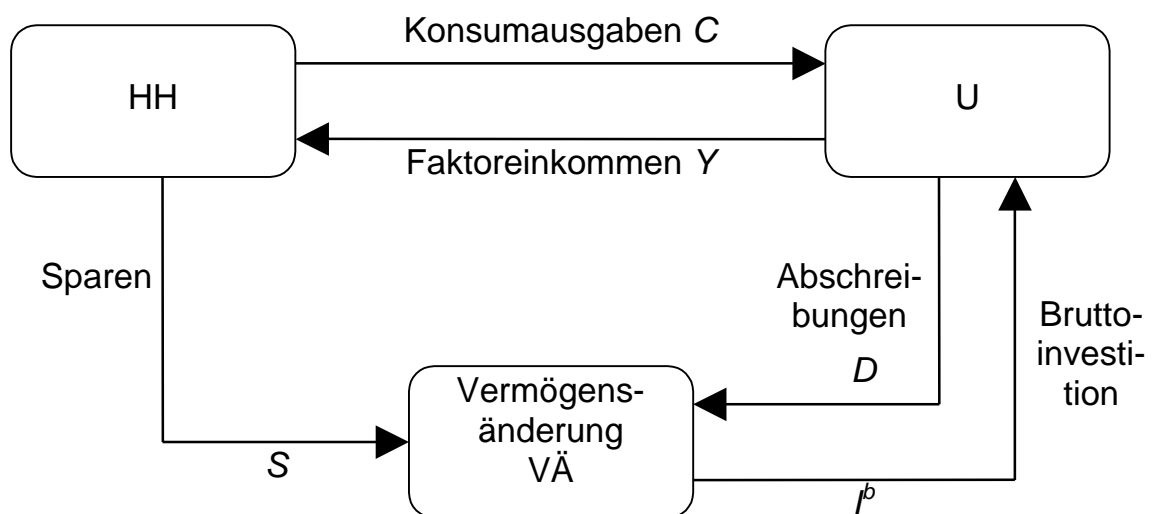 Konsumausgaben C
HH
U
Faktoreinkommen Y
Sparen
Abschrei-
bungen
D
Brutto-
investi-
tion
Vermögens-
änderung
VÄ
S
I^b